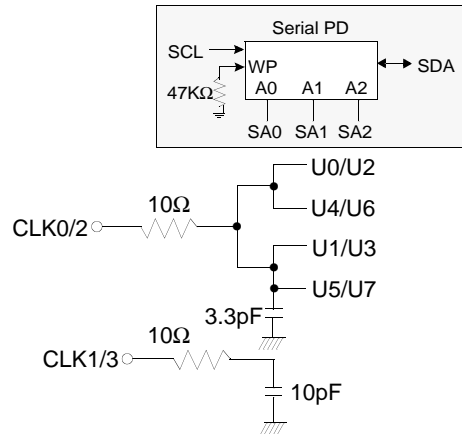 Serial PD
SCL
WP
SDA
47KΩ
A0 A1 A2
SA0 SA1 SA2
U0/U2
10Ω
CLK0/2
U4/U6
U1/U3
U5/U7
3.3pF
10Ω
CLK1/3
10pF